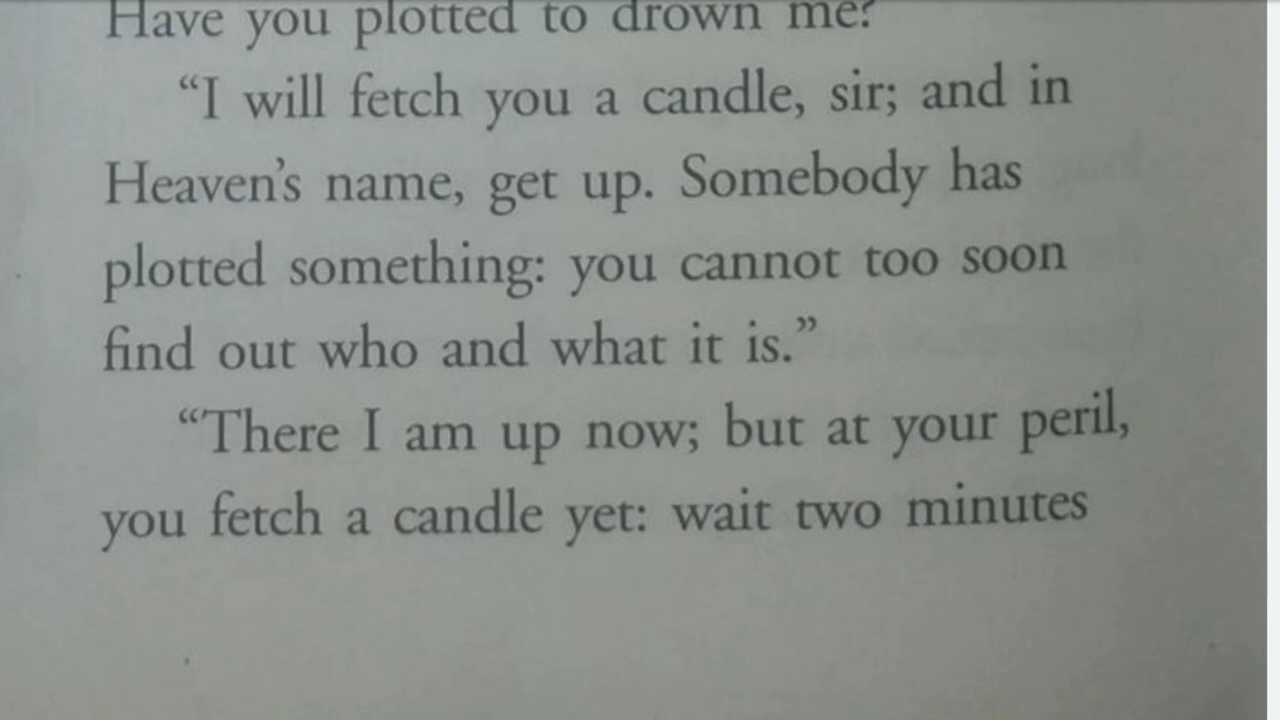 Have you plotted to drown me?
“I will fetch you a candle, sir; and in
Heaven’s name, get up. Somebody has
plotted something: you cannot too soon
find out who and what it is.”
“There I am up now; but at your peril,
you fetch a candle yet: wait two minutes